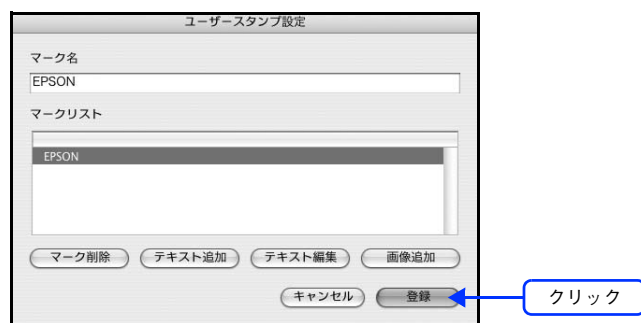 ユーザースタンプ設定
マーク名
EPSON
マークリスト
EPSON
マーク削除 テキスト追加 テキスト編集 画像追加
キャンセル 登録 クリック